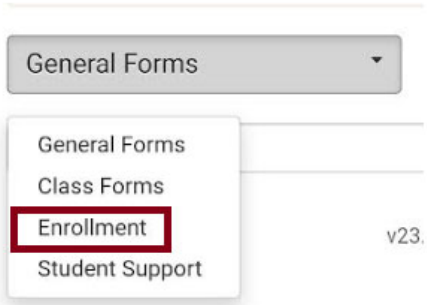 General Forms
General Forms
Class Forms
Enrollment
v23.
Student Support